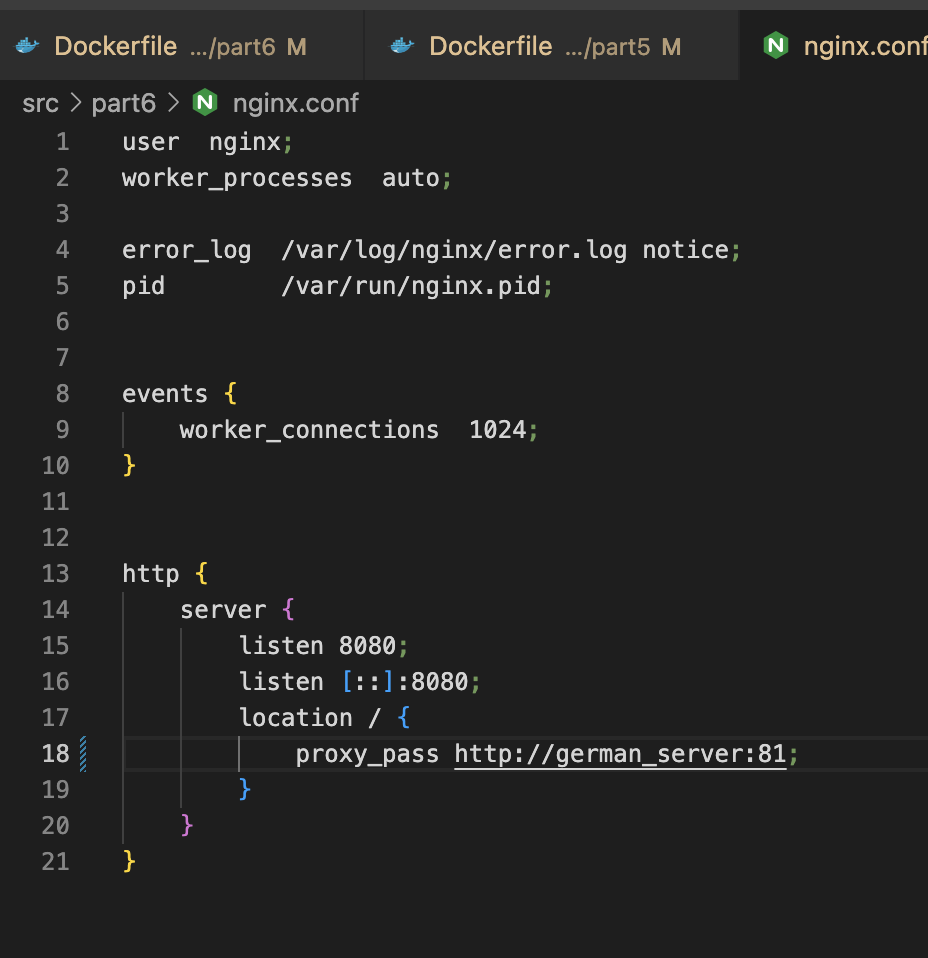 Dockerfile .../part6 M Dockerfile .../part5 M nginx.conf
src > part6 > nginx.conf
1 user  nginx;
2 worker_processes  auto;
3
4 error_log  /var/log/nginx/error.log notice;
5 pid        /var/run/nginx.pid;
6
7
8 events {
9     worker_connections  1024;
10 }
11
12
13 http {
14     server {
15         listen 8080;
16         listen [::]:8080;
17         location / {
18             proxy_pass http://german_server:81;
19         }
20     }
21 }